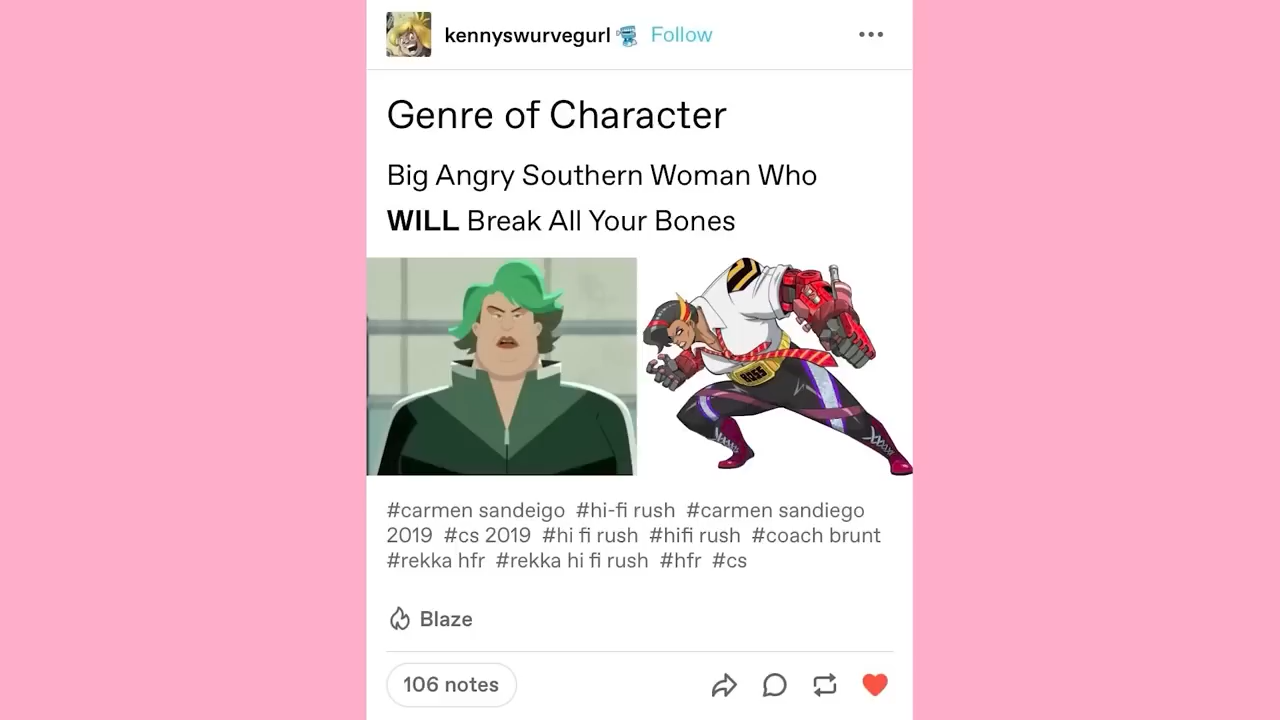 kennyswurvegurl Follow
Genre of Character
Big Angry Southern Woman Who
WILL Break All Your Bones
BOSS
#carmen sandeigo #hi-fi rush #carmen sandiego
2019 #cs 2019 #hi fi rush #hifi rush #coach brunt
#rekka hfr #rekka hi fi rush #hfr #cs
Blaze
106 notes